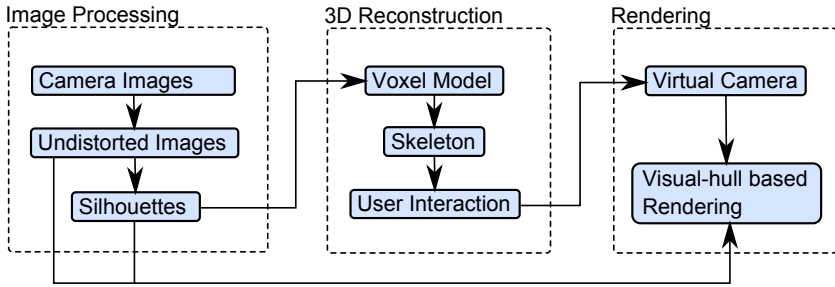 Image Processing
Camera Images
Undistorted Images
Silhouettes
3D Reconstruction
Voxel Model
Skeleton
User Interaction
Rendering
Virtual Camera
Visual-hull based
Rendering